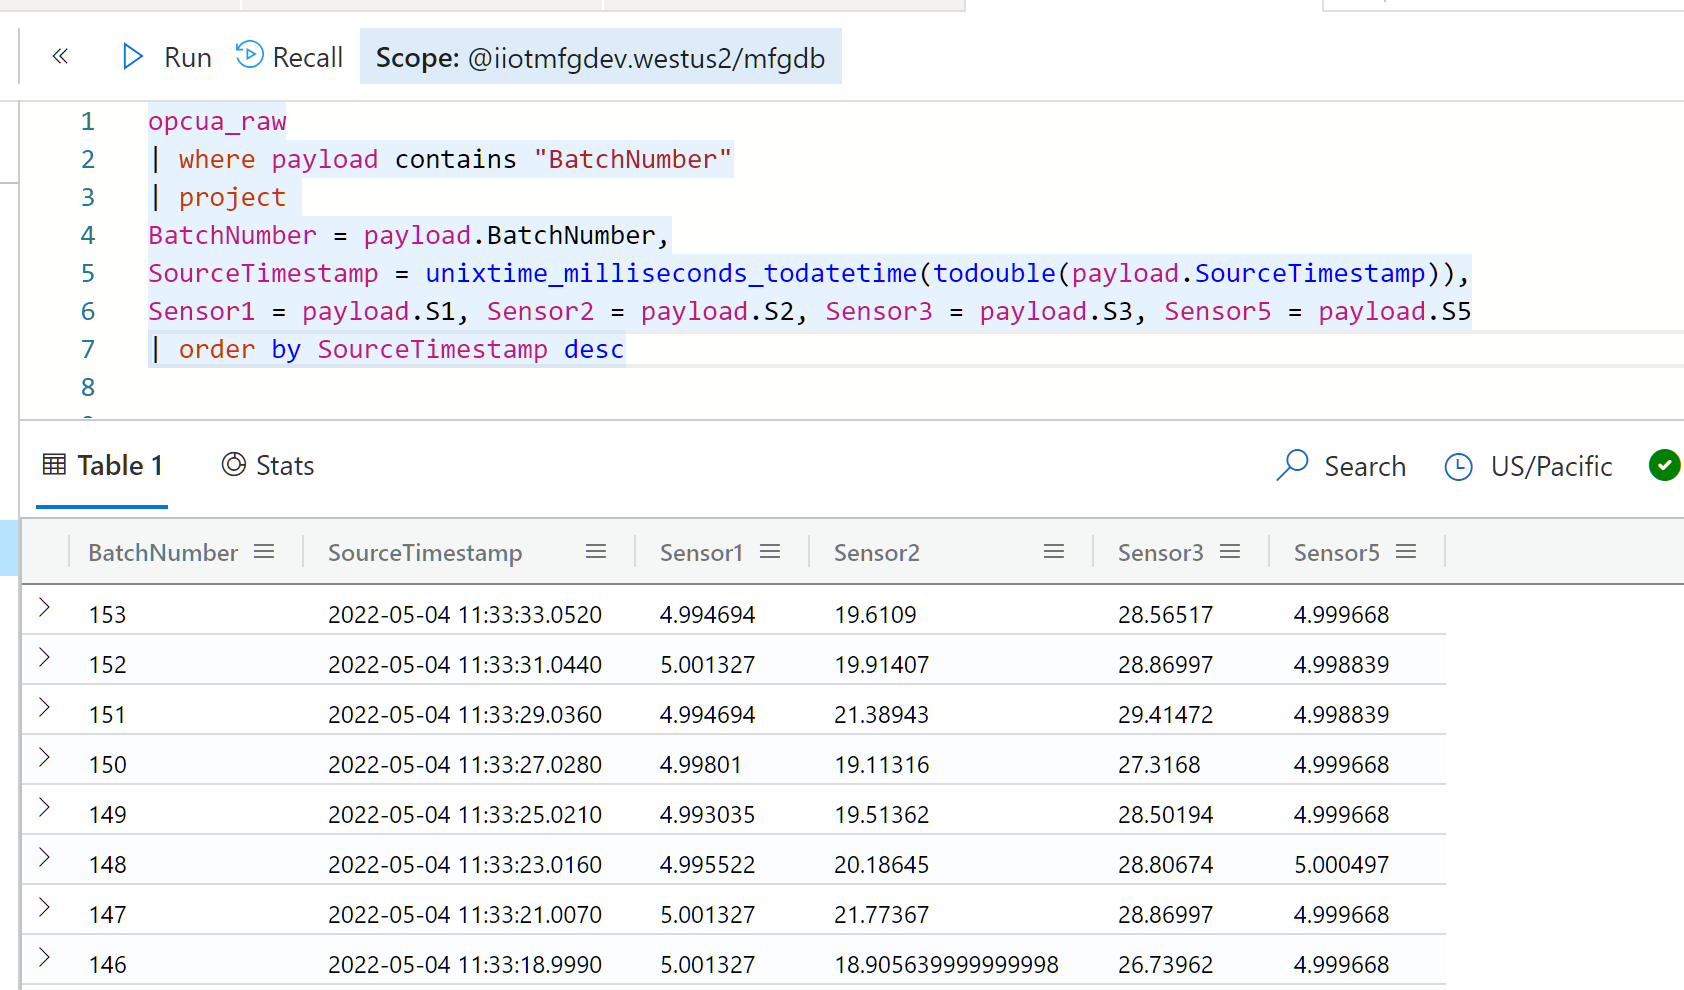 Run Recall Scope: @iiotmfgdev.westus2/mfgdb
1 opcua_raw
2 | where payload contains "BatchNumber"
3 | project
4 BatchNumber = payload.BatchNumber,
5 SourceTimestamp = unixtime_milliseconds_todatetime(todouble(payload.SourceTimestamp)),
6 Sensor1 = payload.S1, Sensor2 = payload.S2, Sensor3 = payload.S3, Sensor5 = payload.S5
7 | order by SourceTimestamp desc
8
Table 1 Stats Search US/Pacific
BatchNumber SourceTimestamp Sensor1 Sensor2 Sensor3 Sensor5
153 2022-05-04 11:33:33.0520 4.994694 19.6109 28.56517 4.999668
152 2022-05-04 11:33:31.0440 5.001327 19.91407 28.86997 4.998839
151 2022-05-04 11:33:29.0360 4.994694 21.38943 29.41472 4.998839
150 2022-05-04 11:33:27.0280 4.99801 19.11316 27.3168 4.999668
149 2022-05-04 11:33:25.0210 4.993035 19.51362 28.50194 4.999668
148 2022-05-04 11:33:23.0160 4.995522 20.18645 28.80674 5.000497
147 2022-05-04 11:33:21.0070 5.001327 21.77367 28.86997 4.999668
146 2022-05-04 11:33:18.9990 5.001327 18.905639999999998 26.73962 4.999668